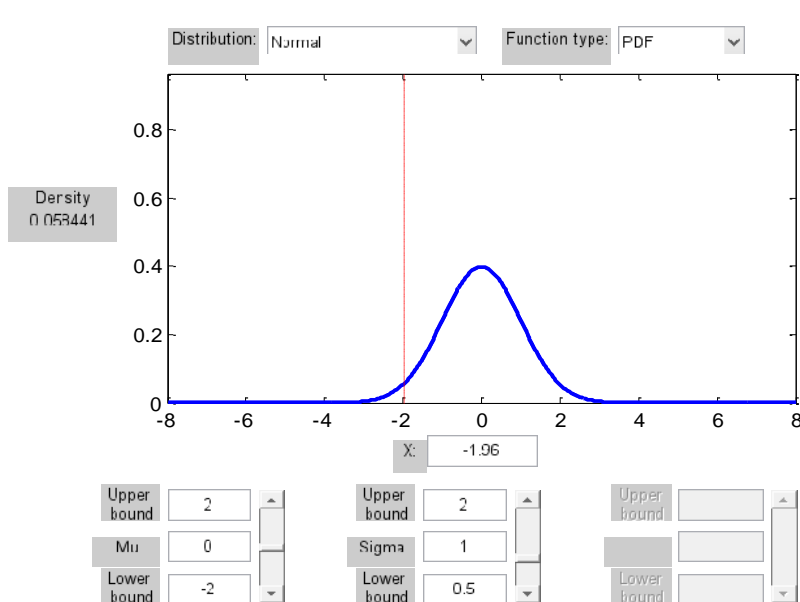 Distribution: Normal Function type: PDF
0.8
Density
0.058441
0.6
0.4
0.2
0
-8 -6 -4 -2 0 2 4 6 8
X: -1.96
Upper bound 2 Upper bound 2 Upper bound
Mu 0 Sigma 1
Lower bound -2 Lower bound 0.5 Lower bound